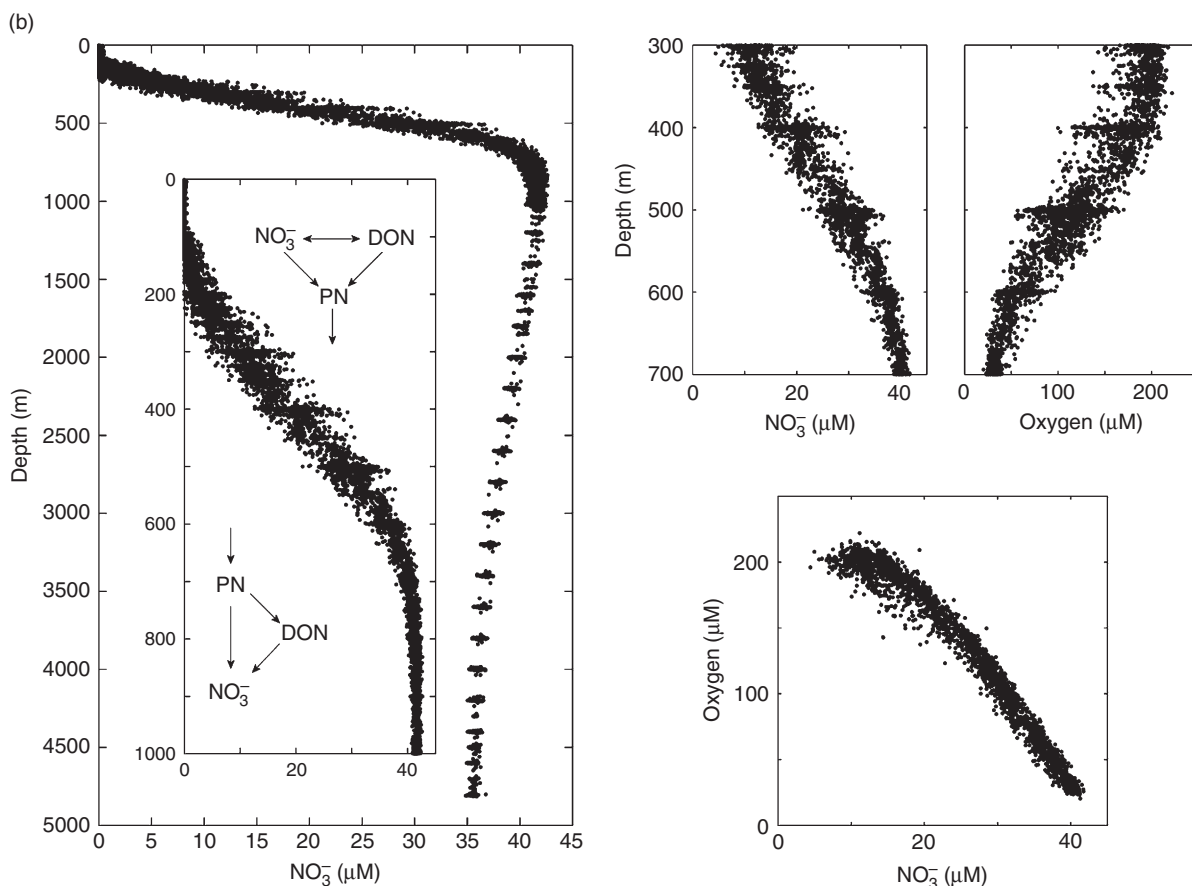 (b)
0
500
1000
1500
2000
2500
3000
3500
4000
4500
5000
Depth (m)
0 5 10 15 20 25 30 35 40 45
NO₃⁻ (μM)
0
200
400
600
800
1000
0 20 40
NO₃⁻ DON
PN
PN
DON
NO₃⁻
300
400
500
600
700
Depth (m)
0 20 40
NO₃⁻ (μM)
0 100 200
Oxygen (μM)
200
100
0
Oxygen (μM)
0 20 40
NO₃⁻ (μM)